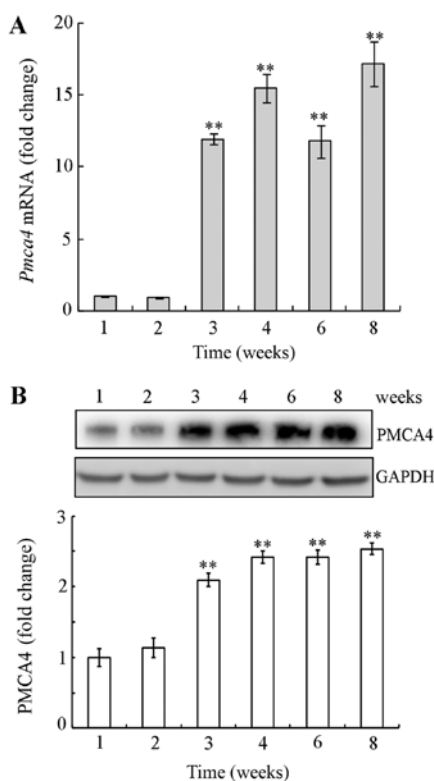 A
Pmca4 mRNA (fold change)
20
15
10
5
0
**
**
**
**
1 2 3 4 6 8
Time (weeks)
B
1 2 3 4 6 8 weeks
PMCA4
GAPDH
PMCA4 (fold change)
3
2
1
0
**
**
**
**
1 2 3 4 6 8
Time (weeks)